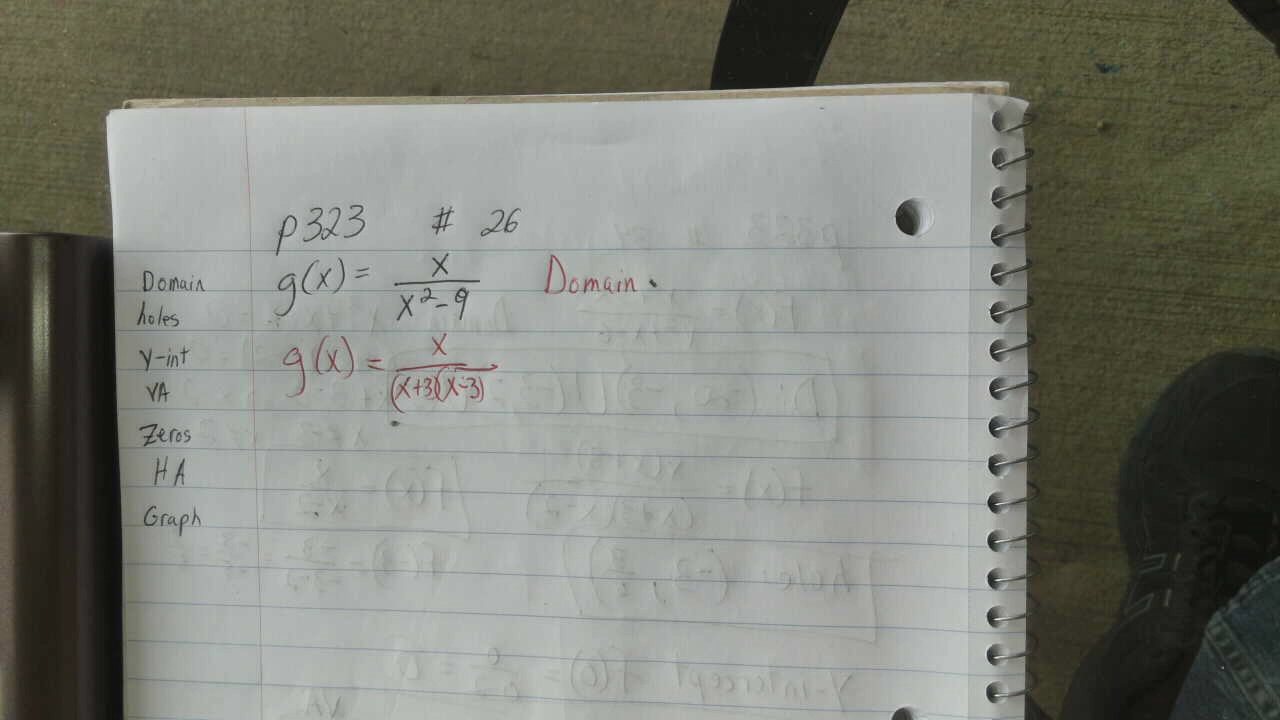 p323 # 26
Domain
g(x) = x / x² - 9 Domain.
holes
y-int
g(x) = x / (x+3)(x-3)
VA
Zeros
HA
Graph